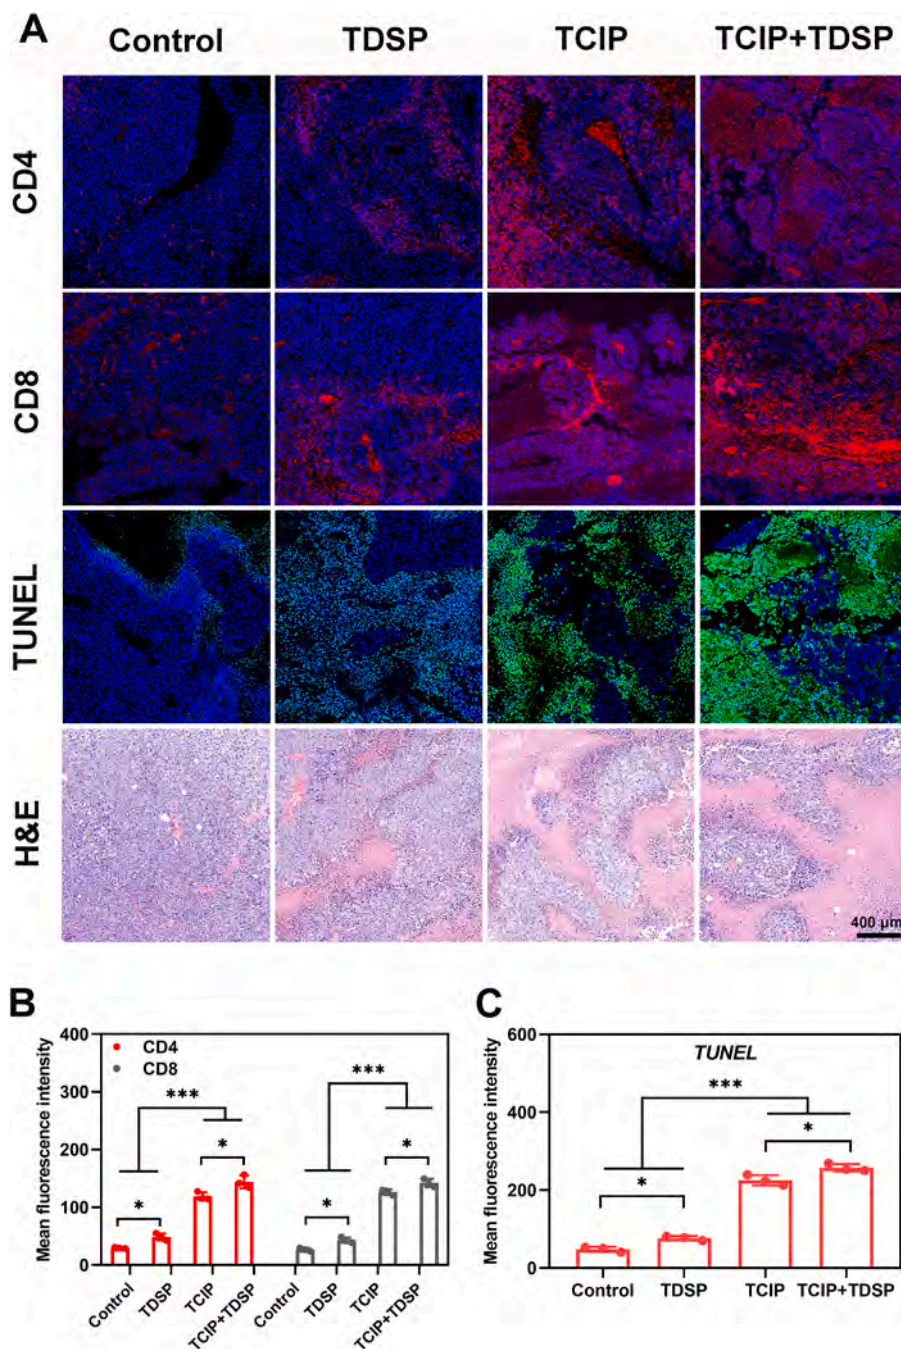 A
Control TDSP TCIP TCIP+TDSP
CD4
CD8
TUNEL
H&E
400 μm
B
Mean fluorescence intensity
400
300
200
100
0
CD4
CD8
***
***
*
*
*
*
Control TDSP TCIP TCIP+TDSP Control TDSP TCIP TCIP+TDSP
C
Mean fluorescence intensity
600
400
200
0
TUNEL
***
*
*
Control TDSP TCIP TCIP+TDSP